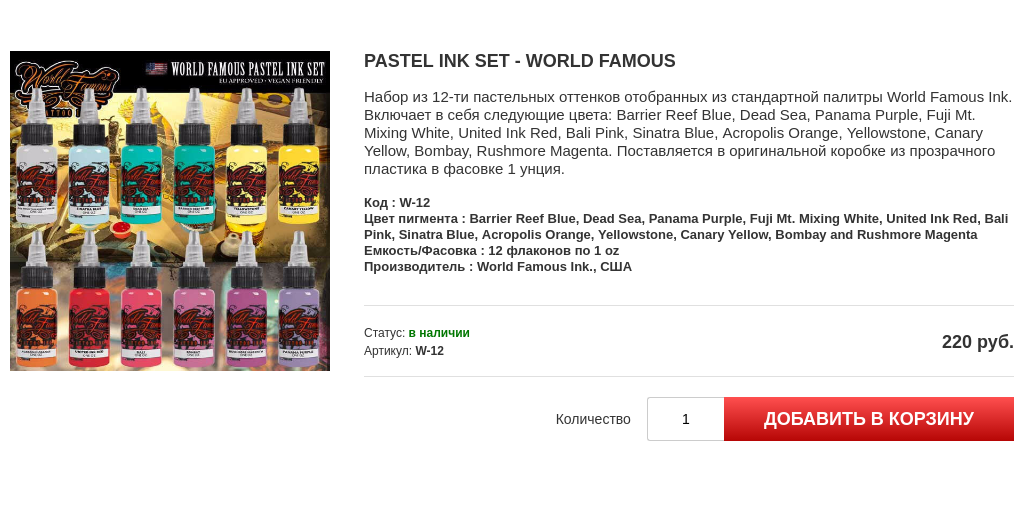 World Famous
TATTOO
WORLD FAMOUS PASTEL INK SET
EU APPROVED · VEGAN FRIENDLY
PASTEL INK SET - WORLD FAMOUS
Набор из 12-ти пастельных оттенков отобранных из стандартной палитры World Famous Ink.
Включает в себя следующие цвета: Barrier Reef Blue, Dead Sea, Panama Purple, Fuji Mt.
Mixing White, United Ink Red, Bali Pink, Sinatra Blue, Acropolis Orange, Yellowstone, Canary
Yellow, Bombay, Rushmore Magenta. Поставляется в оригинальной коробке из прозрачного
пластика в фасовке 1 унция.
Код : W-12
Цвет пигмента : Barrier Reef Blue, Dead Sea, Panama Purple, Fuji Mt. Mixing White, United Ink Red, Bali
Pink, Sinatra Blue, Acropolis Orange, Yellowstone, Canary Yellow, Bombay and Rushmore Magenta
Емкость/Фасовка : 12 флаконов по 1 oz
Производитель : World Famous Ink., США
Статус: в наличии
Артикул: W-12
220 руб.
Количество
1
ДОБАВИТЬ В КОРЗИНУ